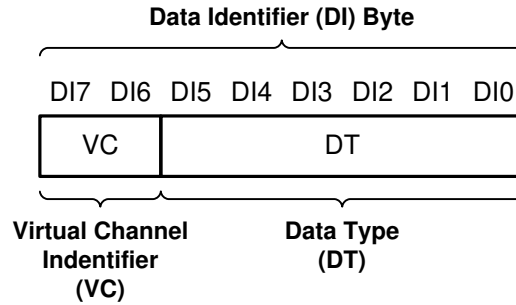 Data Identifier (DI) Byte
DI7 DI6 DI5 DI4 DI3 DI2 DI1 DI0
VC DT
Virtual Channel
Indentifier
(VC)
Data Type
(DT)